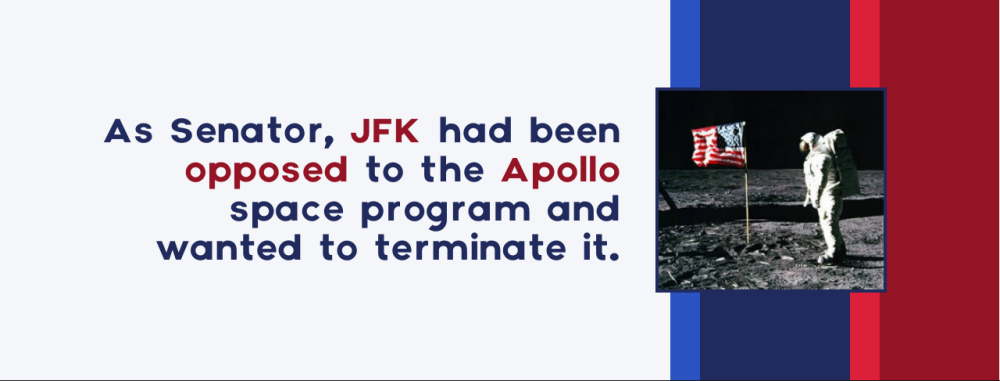 As Senator, JFK had been
opposed to the Apollo
space program and
wanted to terminate it.